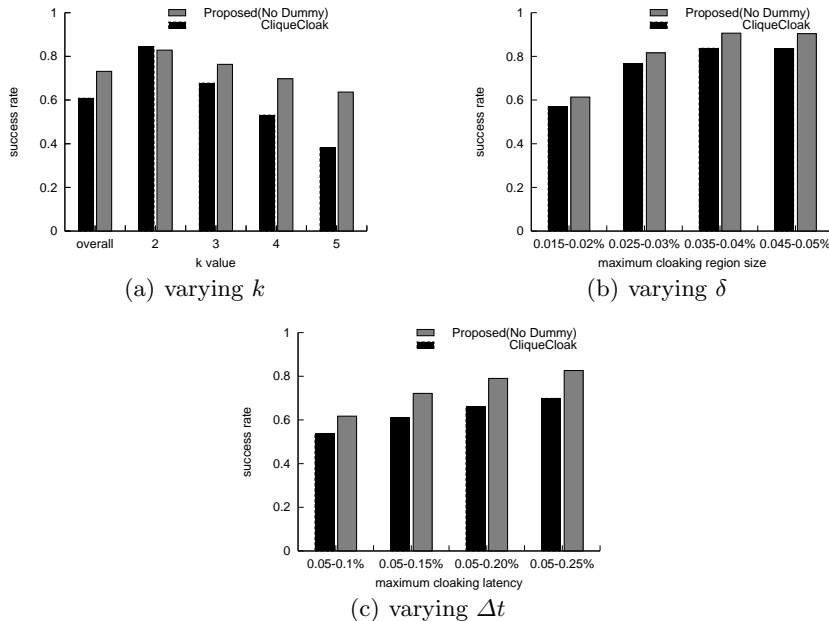 Proposed(No Dummy)
CliqueCloak
success rate
1
0.8
0.6
0.4
0.2
0
overall 2 3 4 5
k value
(a) varying k
Proposed(No Dummy)
CliqueCloak
success rate
1
0.8
0.6
0.4
0.2
0
0.015-0.02% 0.025-0.03% 0.035-0.04% 0.045-0.05%
maximum cloaking region size
(b) varying δ
Proposed(No Dummy)
CliqueCloak
success rate
1
0.8
0.6
0.4
0.2
0
0.05-0.1% 0.05-0.15% 0.05-0.20% 0.05-0.25%
maximum cloaking latency
(c) varying Δt